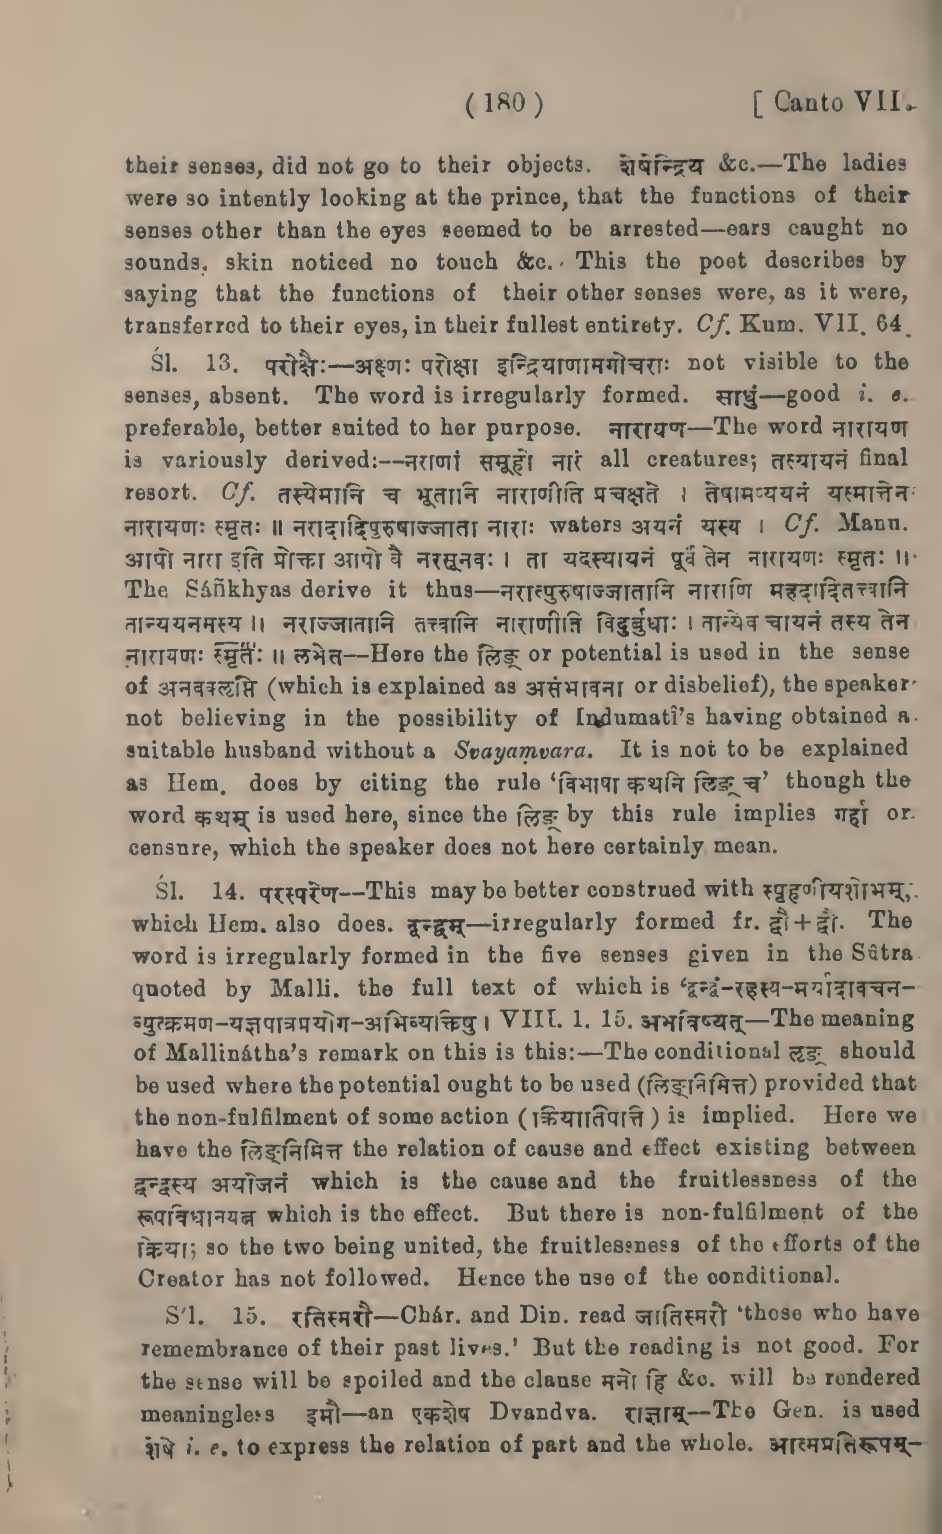 ( 180 ) [ Canto VII.
their senses, did not go to their objects. शेषेन्द्रिय &c.—The ladies
were so intently looking at the prince, that the functions of their
senses other than the eyes seemed to be arrested—ears caught no
sounds, skin noticed no touch &c. This the poet describes by
saying that the functions of their other senses were, as it were,
transferred to their eyes, in their fullest entirety. Cf. Kum. VII. 64.
Śl. 13. परोक्षैः—अक्ष्णः परोक्षा इन्द्रियाणामगोचराः not visible to the
senses, absent. The word is irregularly formed. साधुं—good i. e.
preferable, better suited to her purpose. नारायण—The word नारायण
is variously derived:--नराणां समूहो नारं all creatures; तस्यायनं final
resort. Cf. तस्येमानि च भूतानि नाराणीति प्रचक्षते । तेषामप्ययनं यस्मात्तेन
नारायणः स्मृतः ॥ नरादादिपुरुषाज्जाता नाराः waters अयनं यस्य । Cf. Manu.
आपो नारा इति प्रोक्ता आपो वै नरसूनवः । ता यदस्यायनं पूर्वं तेन नारायणः स्मृतः ॥
The Sáñkhyas derive it thus—नरात्पुरुषाज्जातानि नाराणि महदादितत्त्वानि
तान्ययनमस्य ॥ नराज्जातानि तत्त्वानि नाराणीति विदुर्बुधाः । तान्येव चायनं तस्य तेन
नारायणः स्मृतः ॥ लभेत--Here the लिङ् or potential is used in the sense
of अनवक्लृप्ति (which is explained as असंभावना or disbelief), the speaker
not believing in the possibility of Indumatî's having obtained a
suitable husband without a Svayaṃvara. It is not to be explained
as Hem. does by citing the rule 'विभाषा कथमि लिङ् च' though the
word कथम् is used here, since the लिङ् by this rule implies गर्हा or
censure, which the speaker does not here certainly mean.
Śl. 14. परस्परेण--This may be better construed with स्पृहणीयशोभम्,
which Hem. also does. द्वन्द्वम्—irregularly formed fr. द्वौ+द्वौ. The
word is irregularly formed in the five senses given in the Sûtra
quoted by Malli. the full text of which is 'द्वन्द्वं-रहस्य-मर्यादावचन-
व्युत्क्रमण-यज्ञपात्रप्रयोग-अभिव्यक्तिषु । VIII. 1. 15. अभविष्यत्—The meaning
of Mallinátha's remark on this is this:—The conditional लृङ् should
be used where the potential ought to be used (लिङ्निमित्त) provided that
the non-fulfilment of some action (क्रियातिपत्ति) is implied. Here we
have the लिङ्निमित्त the relation of cause and effect existing between
द्वन्द्वस्य अयोजनं which is the cause and the fruitlessness of the
रूपविधानयत्न which is the effect. But there is non-fulfilment of the
क्रिया; so the two being united, the fruitlessness of the efforts of the
Creator has not followed. Hence the use of the conditional.
S'l. 15. रतिस्मरौ—Chár. and Din. read जातिस्मरौ 'those who have
remembrance of their past lives.' But the reading is not good. For
the sense will be spoiled and the clause मनो हि &c. will be rendered
meaningless इमौ—an एकशेष Dvandva. राज्ञाम्--The Gen. is used
शेषे i. e. to express the relation of part and the whole. आत्मप्रतिरूपम्-